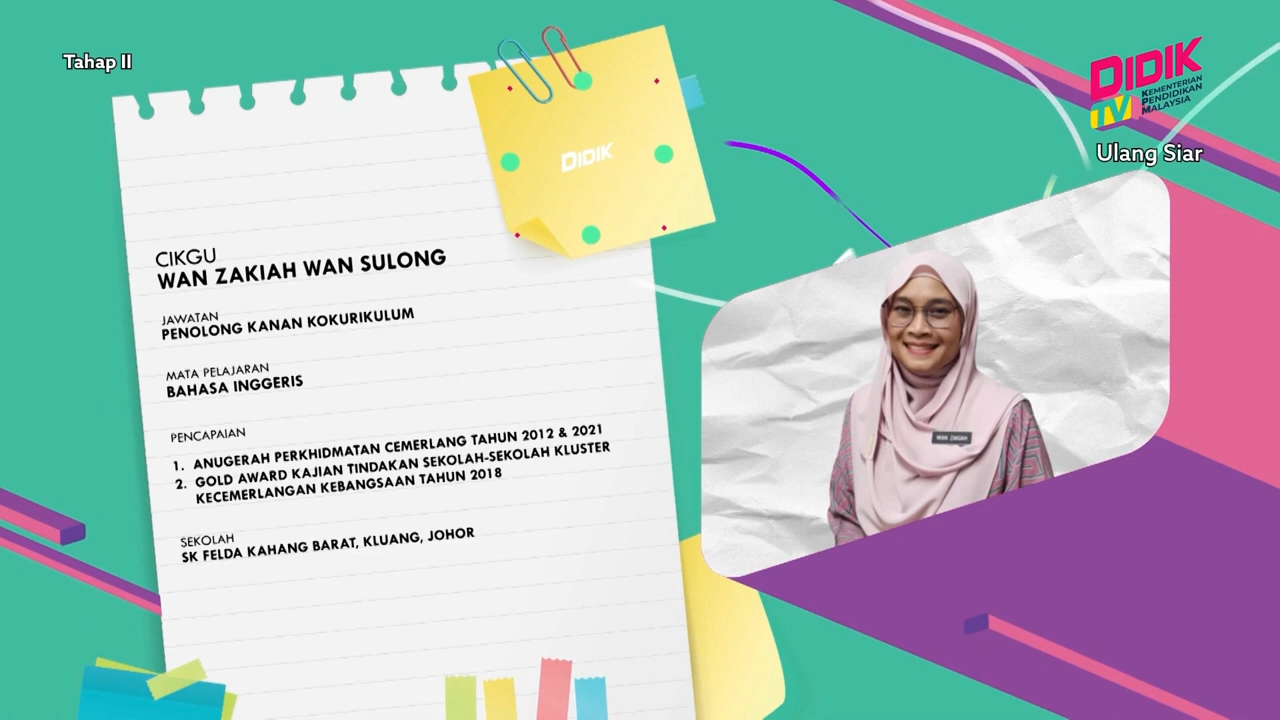 Tahap II
DIDIK
TV
KEMENTERIAN
PENDIDIKAN
MALAYSIA
Ulang Siar
DIDIK
CIKGU
WAN ZAKIAH WAN SULONG
JAWATAN
PENOLONG KANAN KOKURIKULUM
MATA PELAJARAN
BAHASA INGGERIS
PENCAPAIAN
1. ANUGERAH PERKHIDMATAN CEMERLANG TAHUN 2012 & 2021
2. GOLD AWARD KAJIAN TINDAKAN SEKOLAH-SEKOLAH KLUSTER
KECEMERLANGAN KEBANGSAAN TAHUN 2018
SEKOLAH
SK FELDA KAHANG BARAT, KLUANG, JOHOR
WAN ZAKIAH